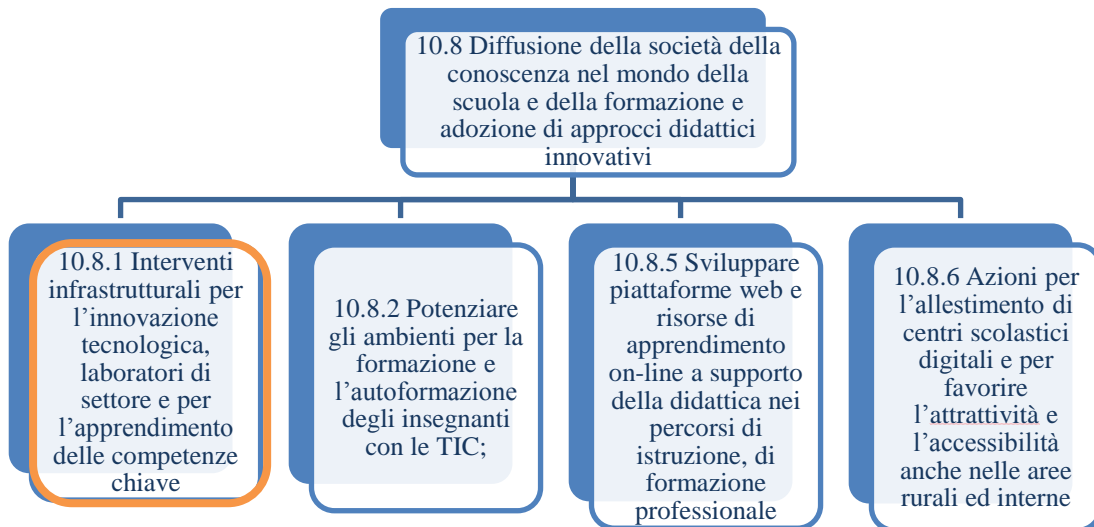 10.8 Diffusione della società della
conoscenza nel mondo della
scuola e della formazione e
adozione di approcci didattici
innovativi
10.8.1 Interventi
infrastrutturali per
l’innovazione
tecnologica,
laboratori di
settore e per
l’apprendimento
delle competenze
chiave
10.8.2 Potenziare
gli ambienti per la
formazione e
l’autoformazione
degli insegnanti
con le TIC;
10.8.5 Sviluppare
piattaforme web e
risorse di
apprendimento
on-line a supporto
della didattica nei
percorsi di
istruzione, di
formazione
professionale
10.8.6 Azioni per
l’allestimento di
centri scolastici
digitali e per
favorire
l’attrattività e
l’accessibilità
anche nelle aree
rurali ed interne